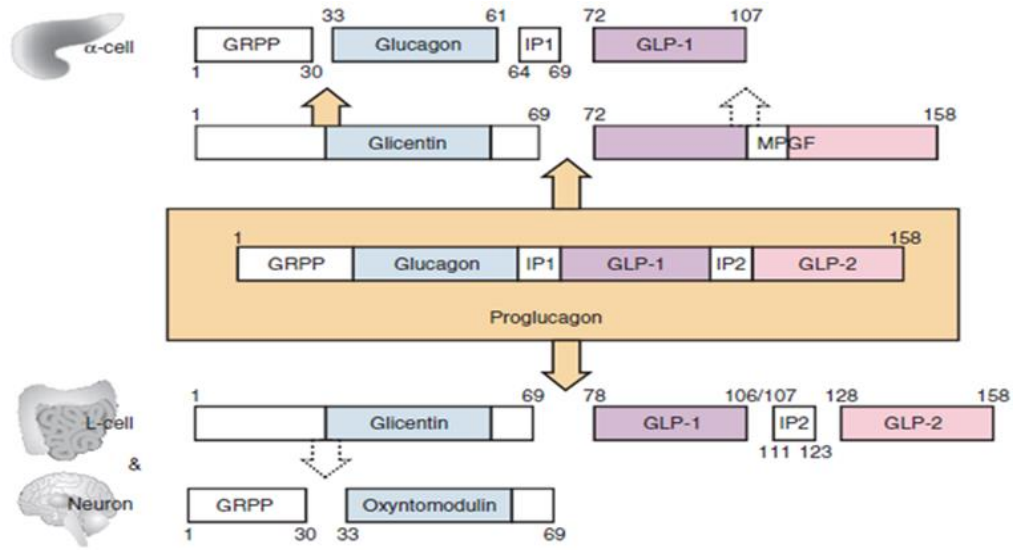 33 61 72 107
α-cell GRPP Glucagon IP1 GLP-1
1 30 64 69
1 69 72 158
Glicentin MPGF
1 158
GRPP Glucagon IP1 GLP-1 IP2 GLP-2
Proglucagon
1 69 78 106/107 128 158
L-cell Glicentin GLP-1 IP2 GLP-2
111 123
&
Neuron GRPP Oxyntomodulin
1 30 33 69